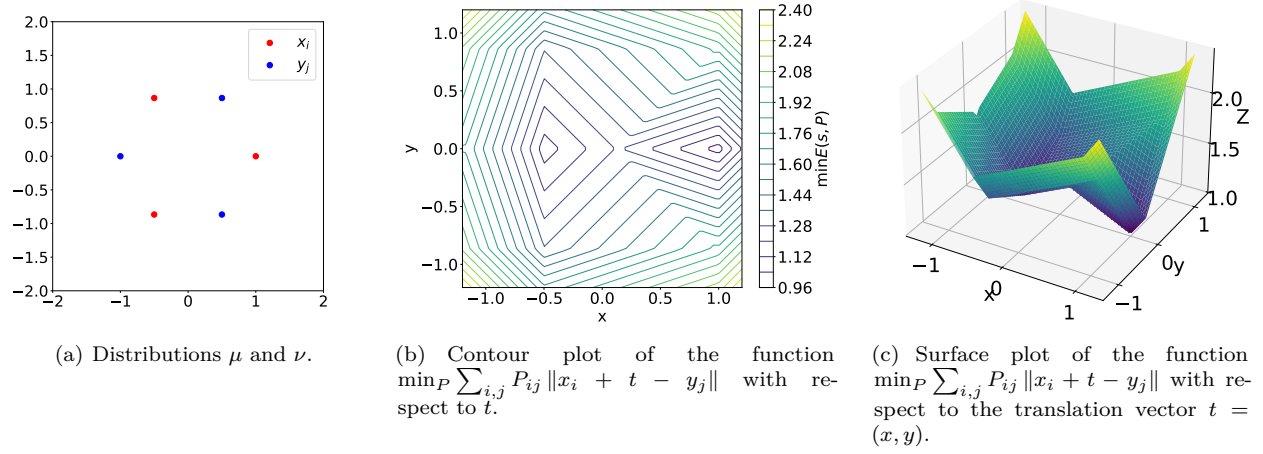 2.0
1.5
1.0
0.5
0.0
−0.5
−1.0
−1.5
−2.0
−2 −1 0 1 2
x_i
y_j
(a) Distributions μ and ν.
1.0
0.5
0.0
−0.5
−1.0
y
−1.0 −0.5 0.0 0.5 1.0
x
2.40
2.24
2.08
1.92
1.76
1.60
1.44
1.28
1.12
0.96
minE(s, P)
(b) Contour plot of the function
min_P ∑_{i,j} P_{ij} ‖x_i + t − y_j‖ with re-
spect to t.
2.0
Z
1.5
1.0
1
0y
−1
−1 0 1
x
(c) Surface plot of the function
min_P ∑_{i,j} P_{ij} ‖x_i + t − y_j‖ with re-
spect to the translation vector t =
(x, y).